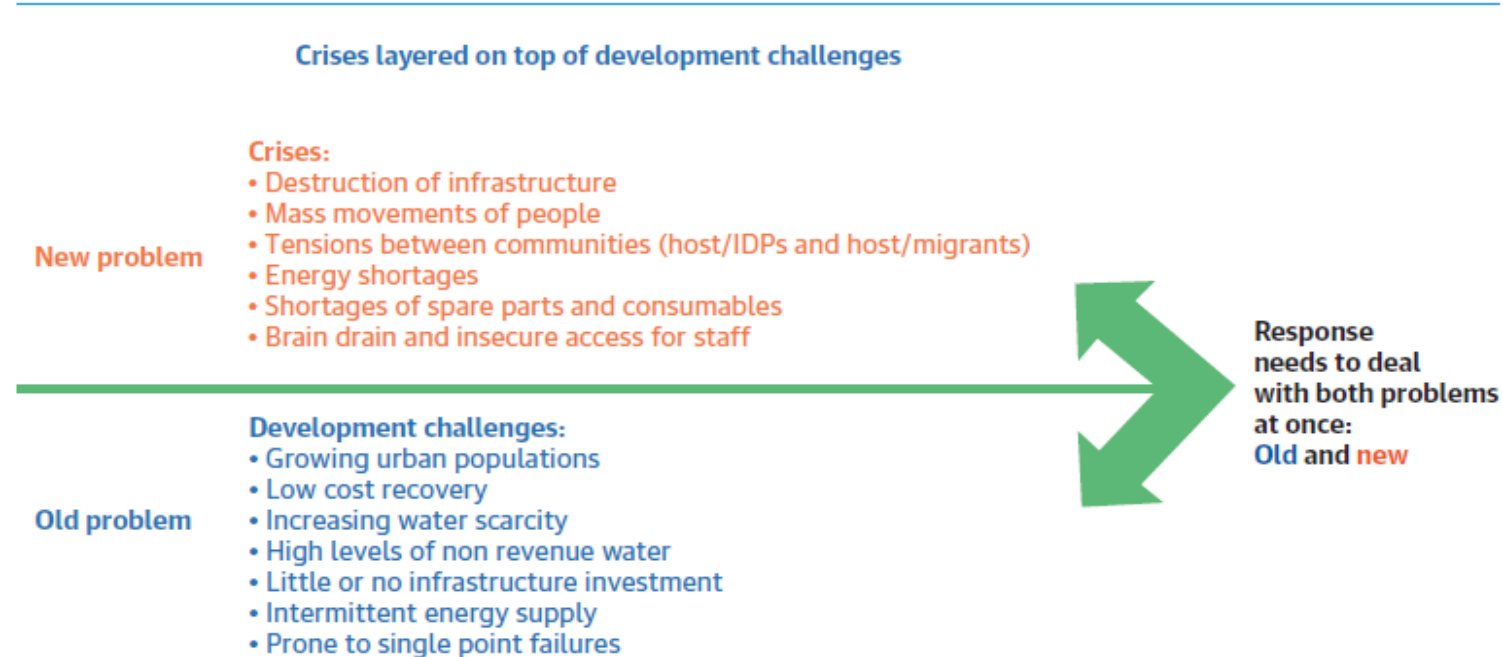 Crises layered on top of development challenges
New problem
Crises:
• Destruction of infrastructure
• Mass movements of people
• Tensions between communities (host/IDPs and host/migrants)
• Energy shortages
• Shortages of spare parts and consumables
• Brain drain and insecure access for staff
Old problem
Development challenges:
• Growing urban populations
• Low cost recovery
• Increasing water scarcity
• High levels of non revenue water
• Little or no infrastructure investment
• Intermittent energy supply
• Prone to single point failures
Response
needs to deal
with both problems
at once:
Old and new